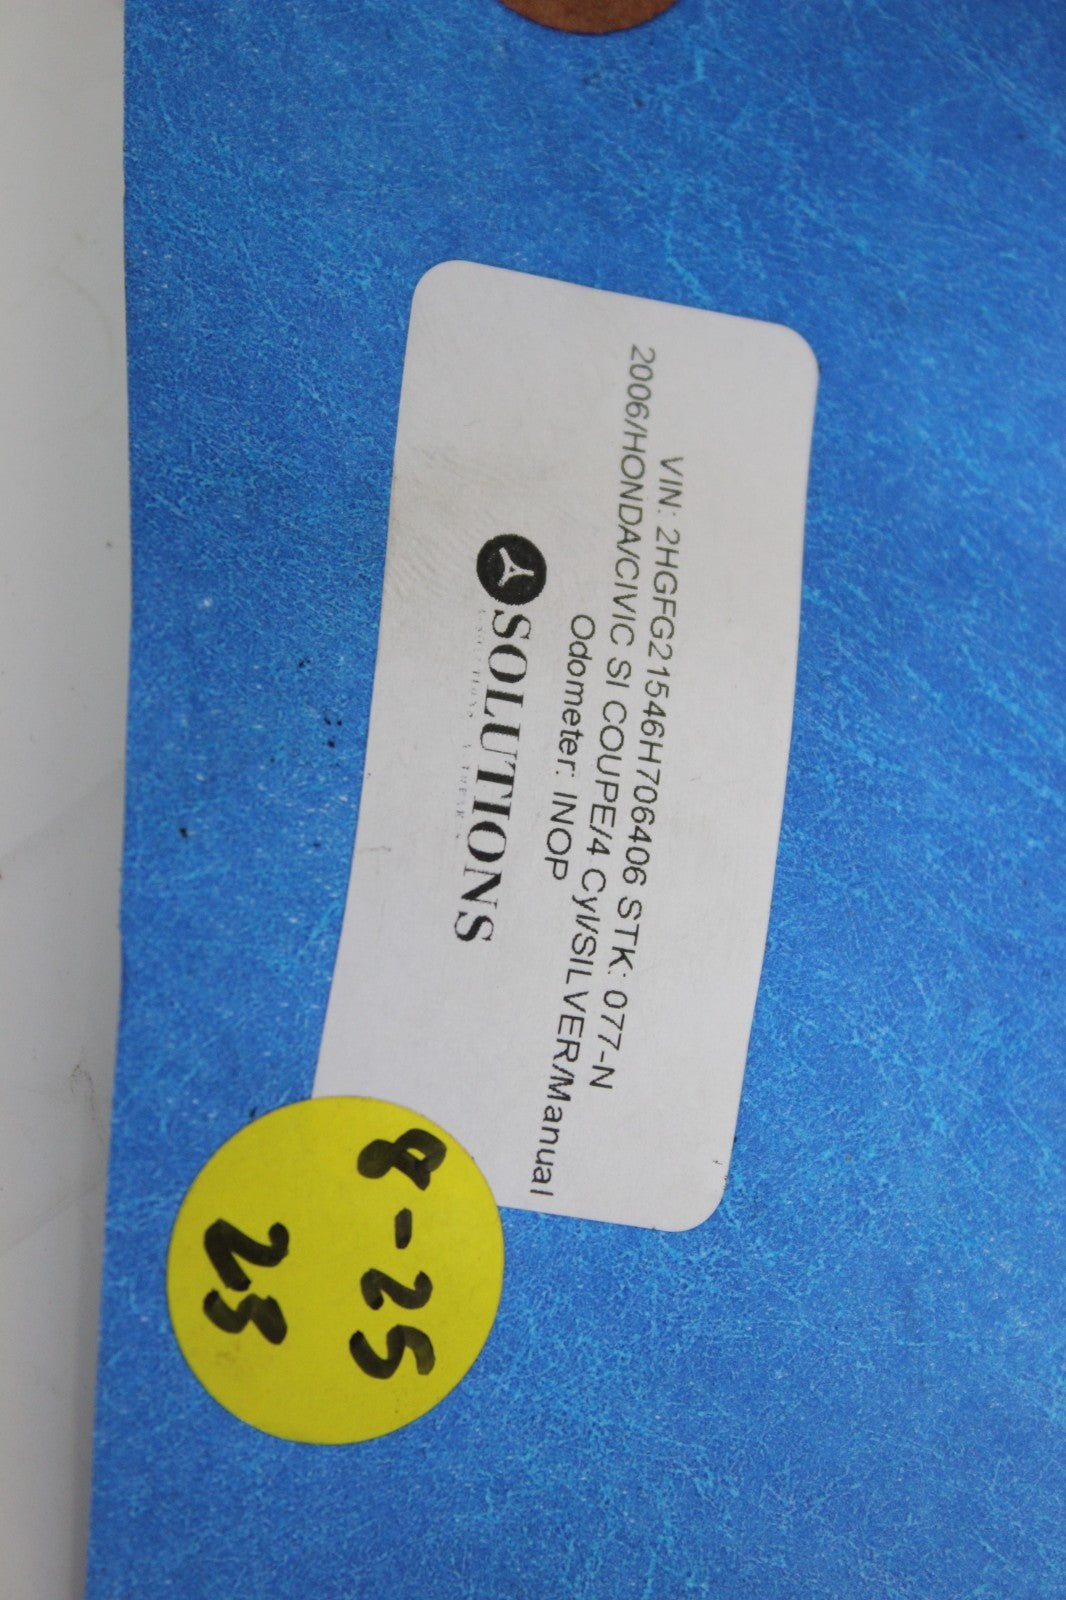 VIN: 2HGFG21546H706406 STK: 077-N
2006/HONDA/CIVIC SI COUPE/4 Cyl/SILVER/Manual
Odometer: INOP
SOLUTIONS
8-25
23